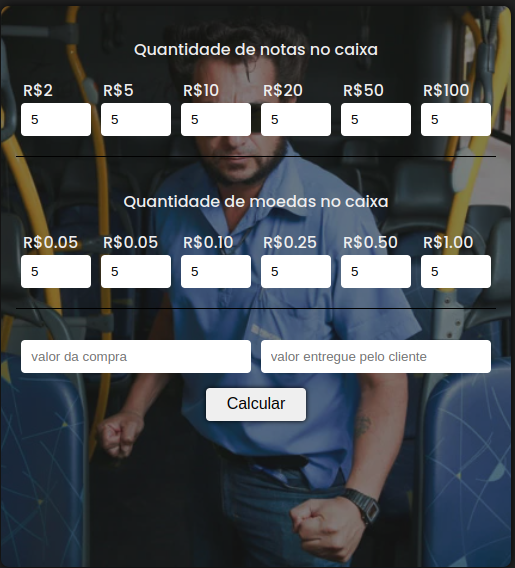 Quantidade de notas no caixa
R$2 R$5 R$10 R$20 R$50 R$100
5 5 5 5 5 5
Quantidade de moedas no caixa
R$0.05 R$0.05 R$0.10 R$0.25 R$0.50 R$1.00
5 5 5 5 5 5
valor da compra valor entregue pelo cliente
Calcular